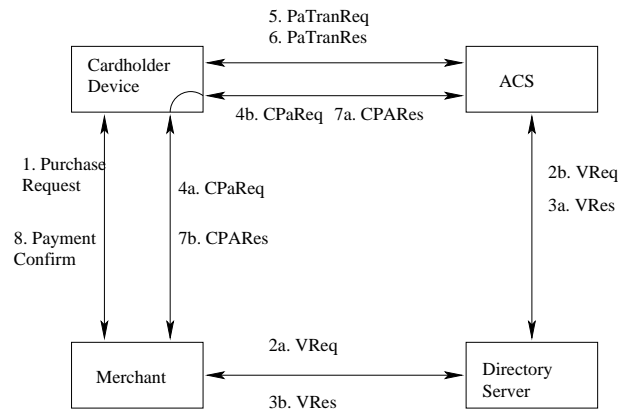 5. PaTranReq
6. PaTranRes
Cardholder
Device
ACS
4b. CPaReq 7a. CPARes
1. Purchase
Request
4a. CPaReq
2b. VReq
3a. VRes
8. Payment
Confirm
7b. CPARes
2a. VReq
Merchant
Directory
Server
3b. VRes